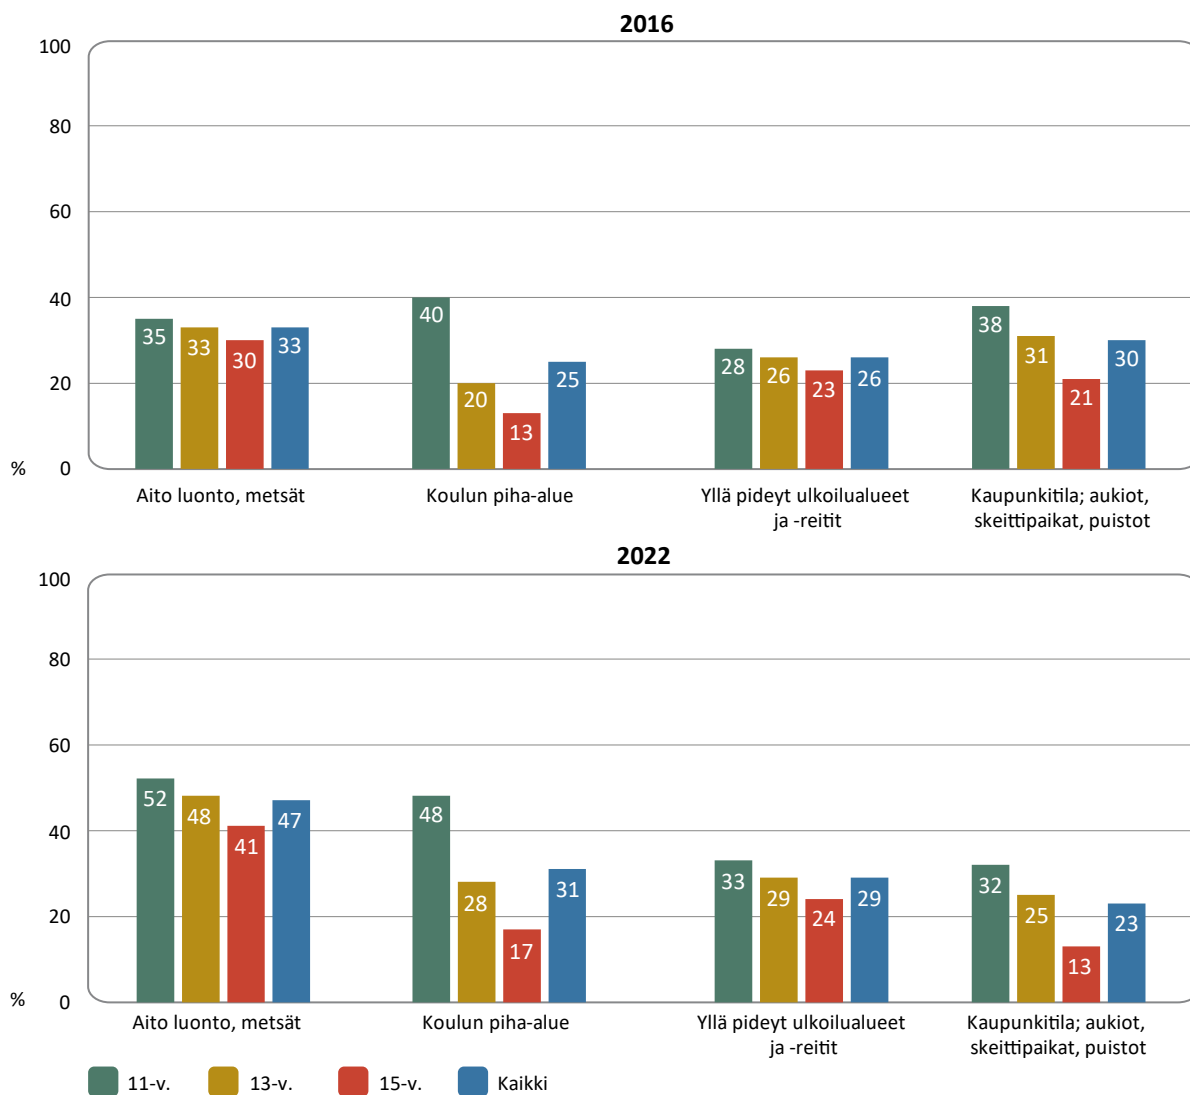 2016
100
80
60
40
20
% 0
35 33 30 33
40 20 13 25
28 26 23 26
38 31 21 30
Aito luonto, metsät
Koulun piha-alue
Yllä pideyt ulkoilualueet
ja -reitit
Kaupunkitila; aukiot,
skeittipaikat, puistot
2022
100
80
60
40
20
% 0
52 48 41 47
48 28 17 31
33 29 24 29
32 25 13 23
Aito luonto, metsät
Koulun piha-alue
Yllä pideyt ulkoilualueet
ja -reitit
Kaupunkitila; aukiot,
skeittipaikat, puistot
11-v. 13-v. 15-v. Kaikki